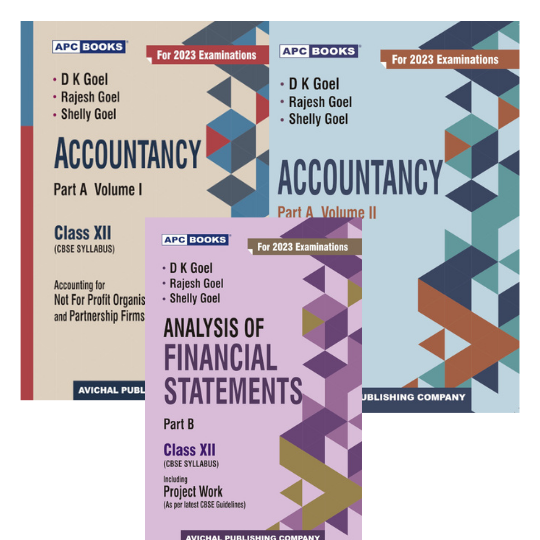 APC BOOKS
For 2023 Examinations
• D K Goel
• Rajesh Goel
• Shelly Goel
ACCOUNTANCY
Part A Volume I
Class XII
(CBSE SYLLABUS)
Accounting for
Not For Profit Organis
and Partnership Firms
AVICHAL PUBL
APC BOOKS
For 2023 Examinations
• D K Goel
• Rajesh Goel
• Shelly Goel
ACCOUNTANCY
Part A Volume II
PUBLISHING COMPANY
APC BOOKS
For 2023 Examinations
• D K Goel
• Rajesh Goel
• Shelly Goel
ANALYSIS OF
FINANCIAL
STATEMENTS
Part B
Class XII
(CBSE SYLLABUS)
Including
Project Work
(As per latest CBSE Guidelines)
AVICHAL PUBLISHING COMPANY